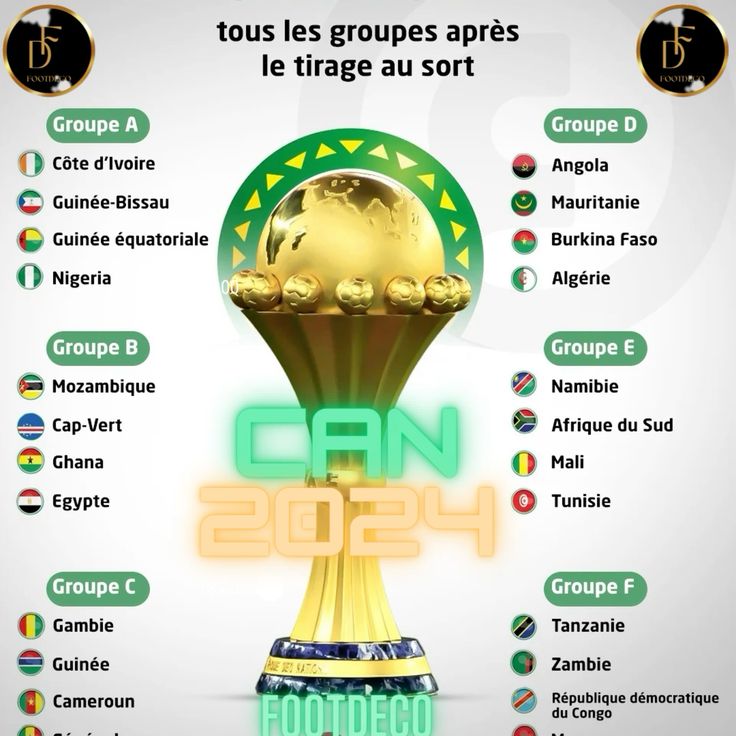 tous les groupes après
le tirage au sort
DF
FOOTDECO
DF
FOOTDECO
Groupe A
Côte d'Ivoire
Guinée-Bissau
Guinée équatoriale
Nigeria
Groupe B
Mozambique
Cap-Vert
Ghana
Egypte
Groupe C
Gambie
Guinée
Cameroun
CAN
2024
FOOTDECO
Groupe D
Angola
Mauritanie
Burkina Faso
Algérie
Groupe E
Namibie
Afrique du Sud
Mali
Tunisie
Groupe F
Tanzanie
Zambie
République démocratique
du Congo